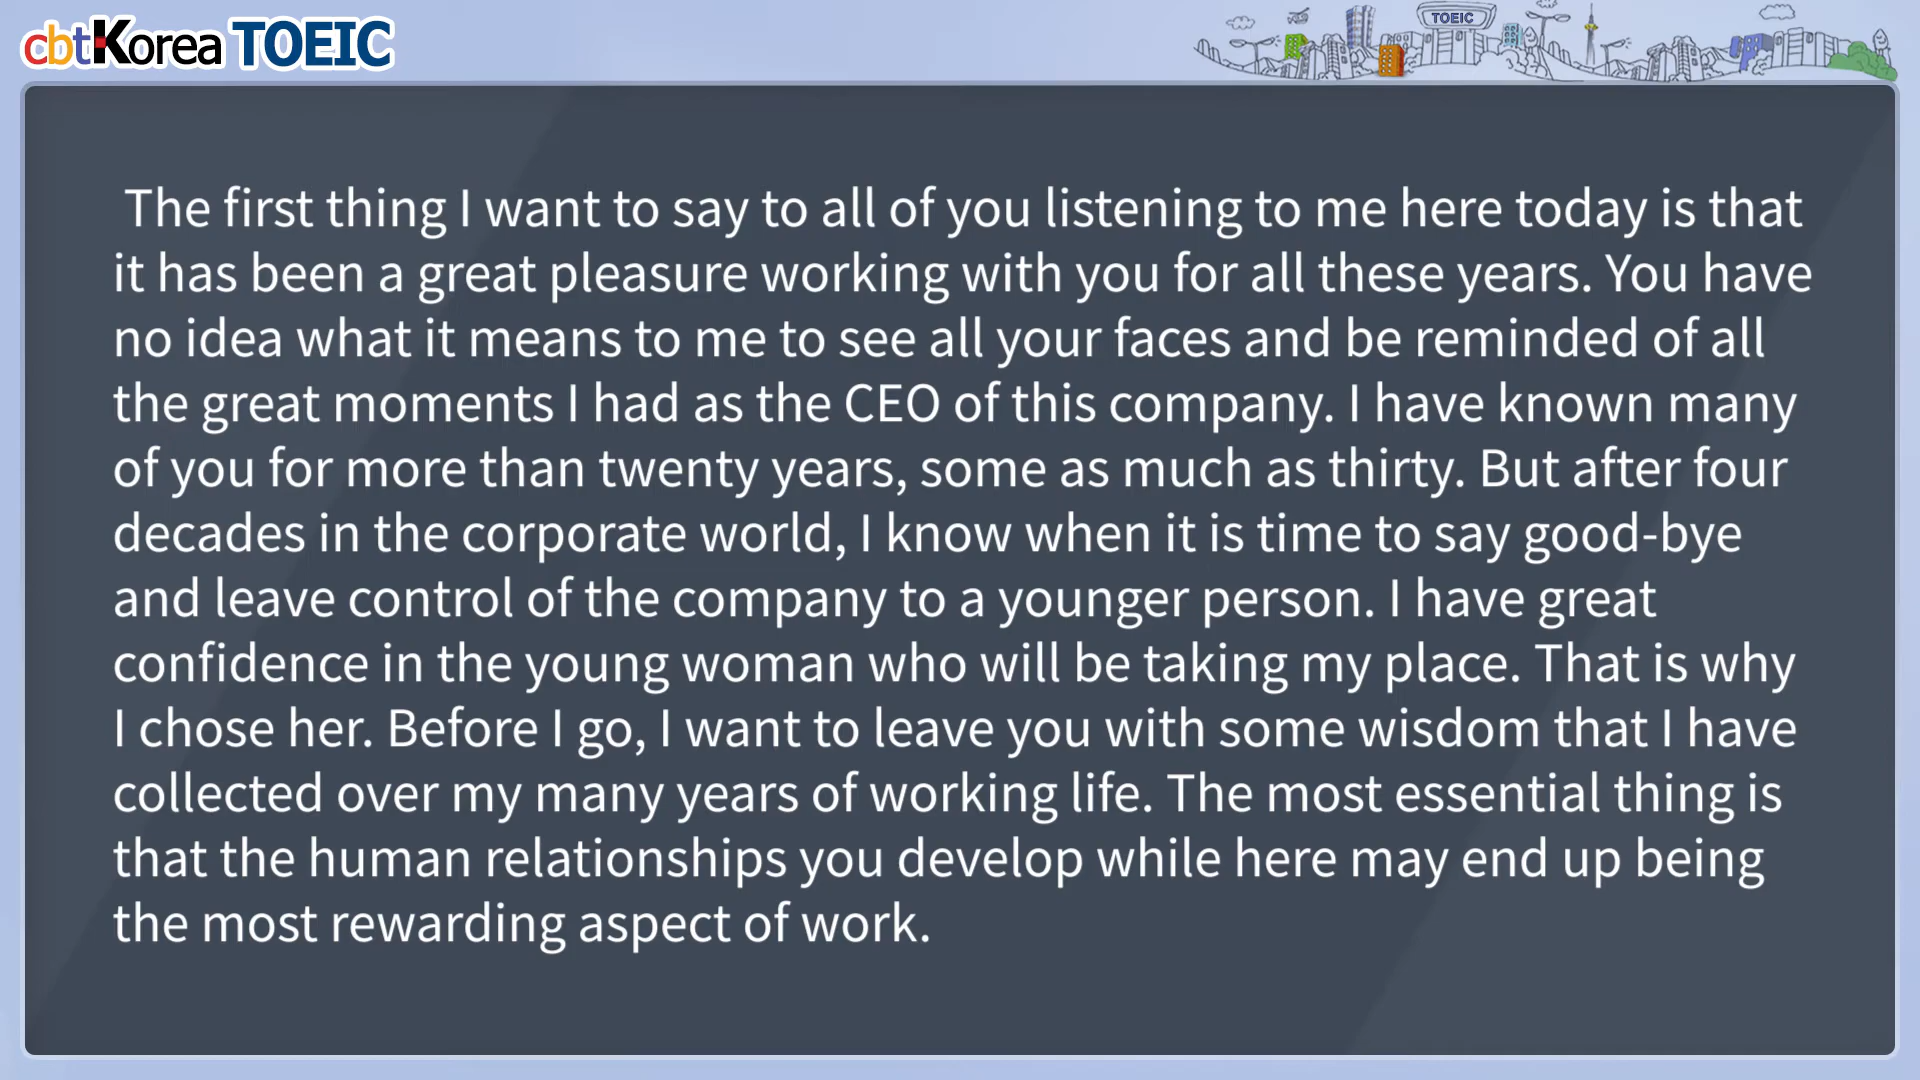 cbtKorea TOEIC
TOEIC
The first thing I want to say to all of you listening to me here today is that
it has been a great pleasure working with you for all these years. You have
no idea what it means to me to see all your faces and be reminded of all
the great moments I had as the CEO of this company. I have known many
of you for more than twenty years, some as much as thirty. But after four
decades in the corporate world, I know when it is time to say good-bye
and leave control of the company to a younger person. I have great
confidence in the young woman who will be taking my place. That is why
I chose her. Before I go, I want to leave you with some wisdom that I have
collected over my many years of working life. The most essential thing is
that the human relationships you develop while here may end up being
the most rewarding aspect of work.